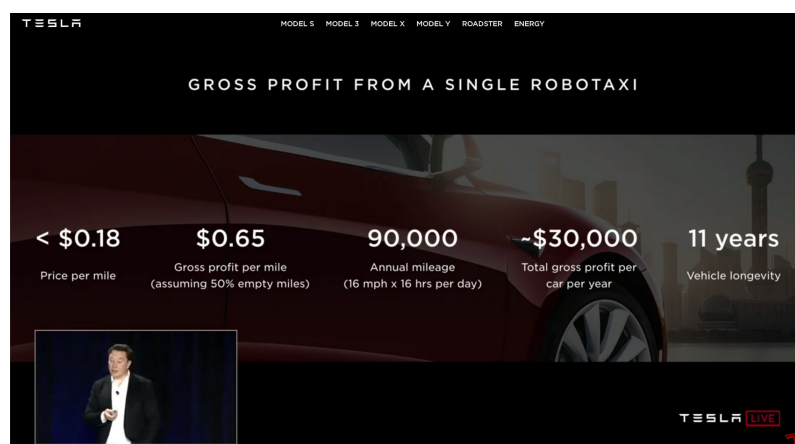 TESLA
MODEL S MODEL 3 MODEL X MODEL Y ROADSTER ENERGY
GROSS PROFIT FROM A SINGLE ROBOTAXI
< $0.18
Price per mile
$0.65
Gross profit per mile
(assuming 50% empty miles)
90,000
Annual mileage
(16 mph x 16 hrs per day)
~$30,000
Total gross profit per
car per year
11 years
Vehicle longevity
TESLA LIVE